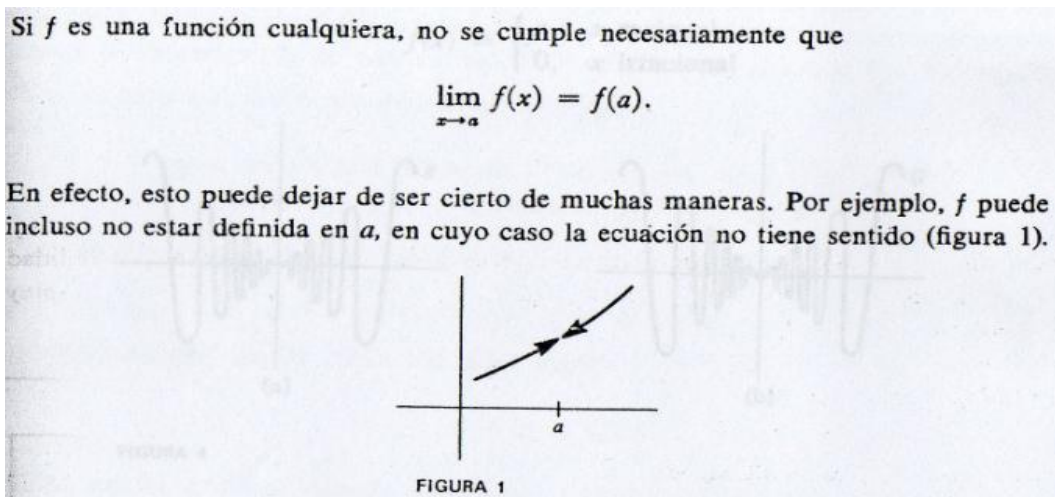 Si f es una función cualquiera, no se cumple necesariamente que
lim f(x) = f(a).
x→a
En efecto, esto puede dejar de ser cierto de muchas maneras. Por ejemplo, f puede
incluso no estar definida en a, en cuyo caso la ecuación no tiene sentido (figura 1).
a
FIGURA 1